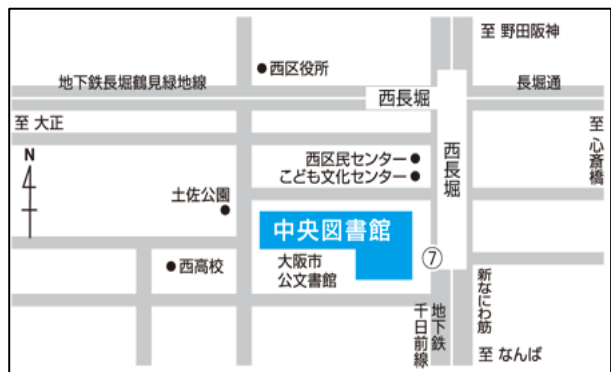 至 野田阪神
西区役所
地下鉄長堀鶴見緑地線
西長堀
長堀通
至 大正
至 心斎橋
N
西区民センター
こども文化センター
西長堀
土佐公園
中央図書館
大阪市
公文書館
⑦
西高校
新なにわ筋
地下鉄
千日前線
至 なんば